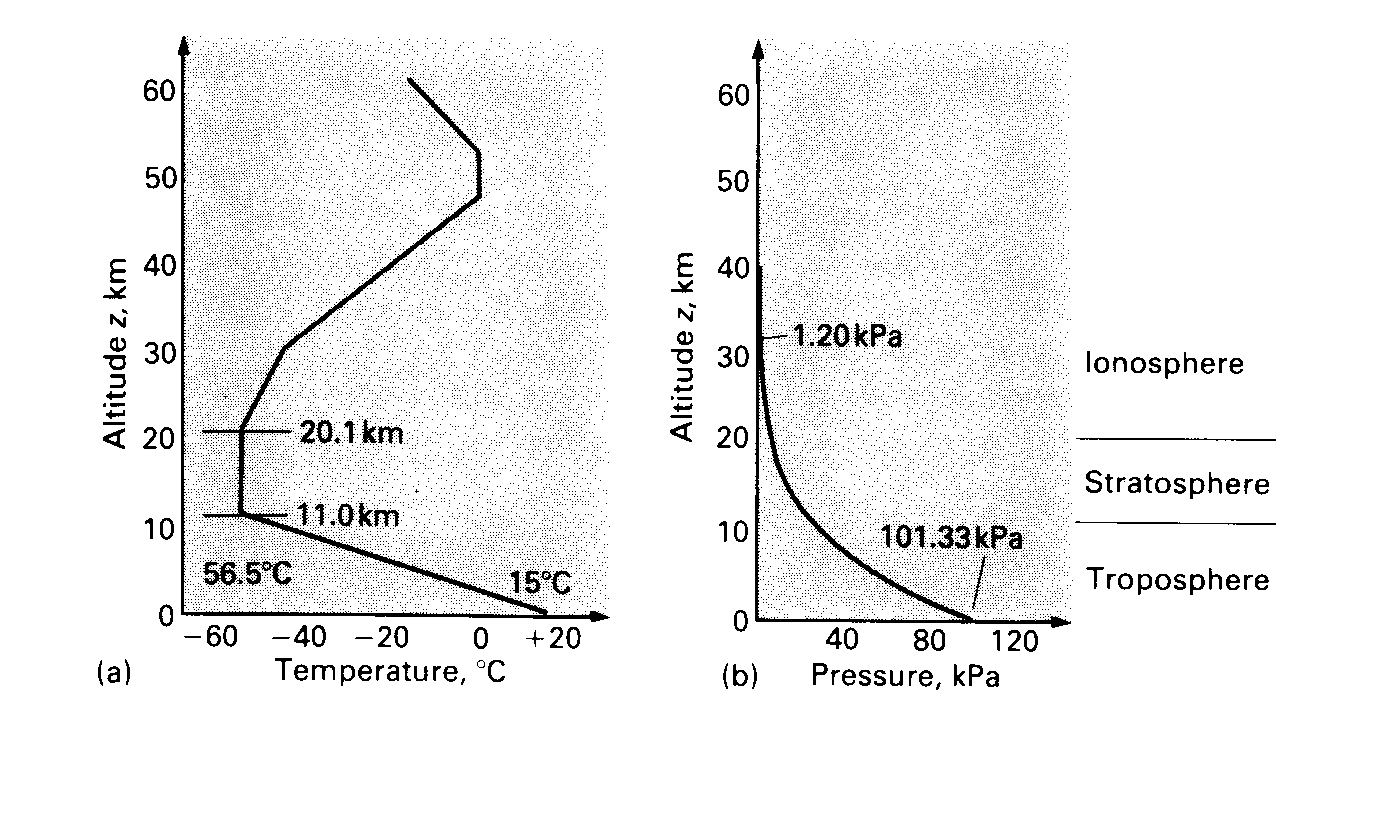 60
50
40
30
20
10
0
Altitude z, km
20.1 km
11.0 km
56.5°C
15°C
−60 −40 −20 0 +20
Temperature, °C
(a)
60
50
40
30
20
10
0
Altitude z, km
1.20 kPa
101.33 kPa
40 80 120
Pressure, kPa
(b)
Ionosphere
Stratosphere
Troposphere